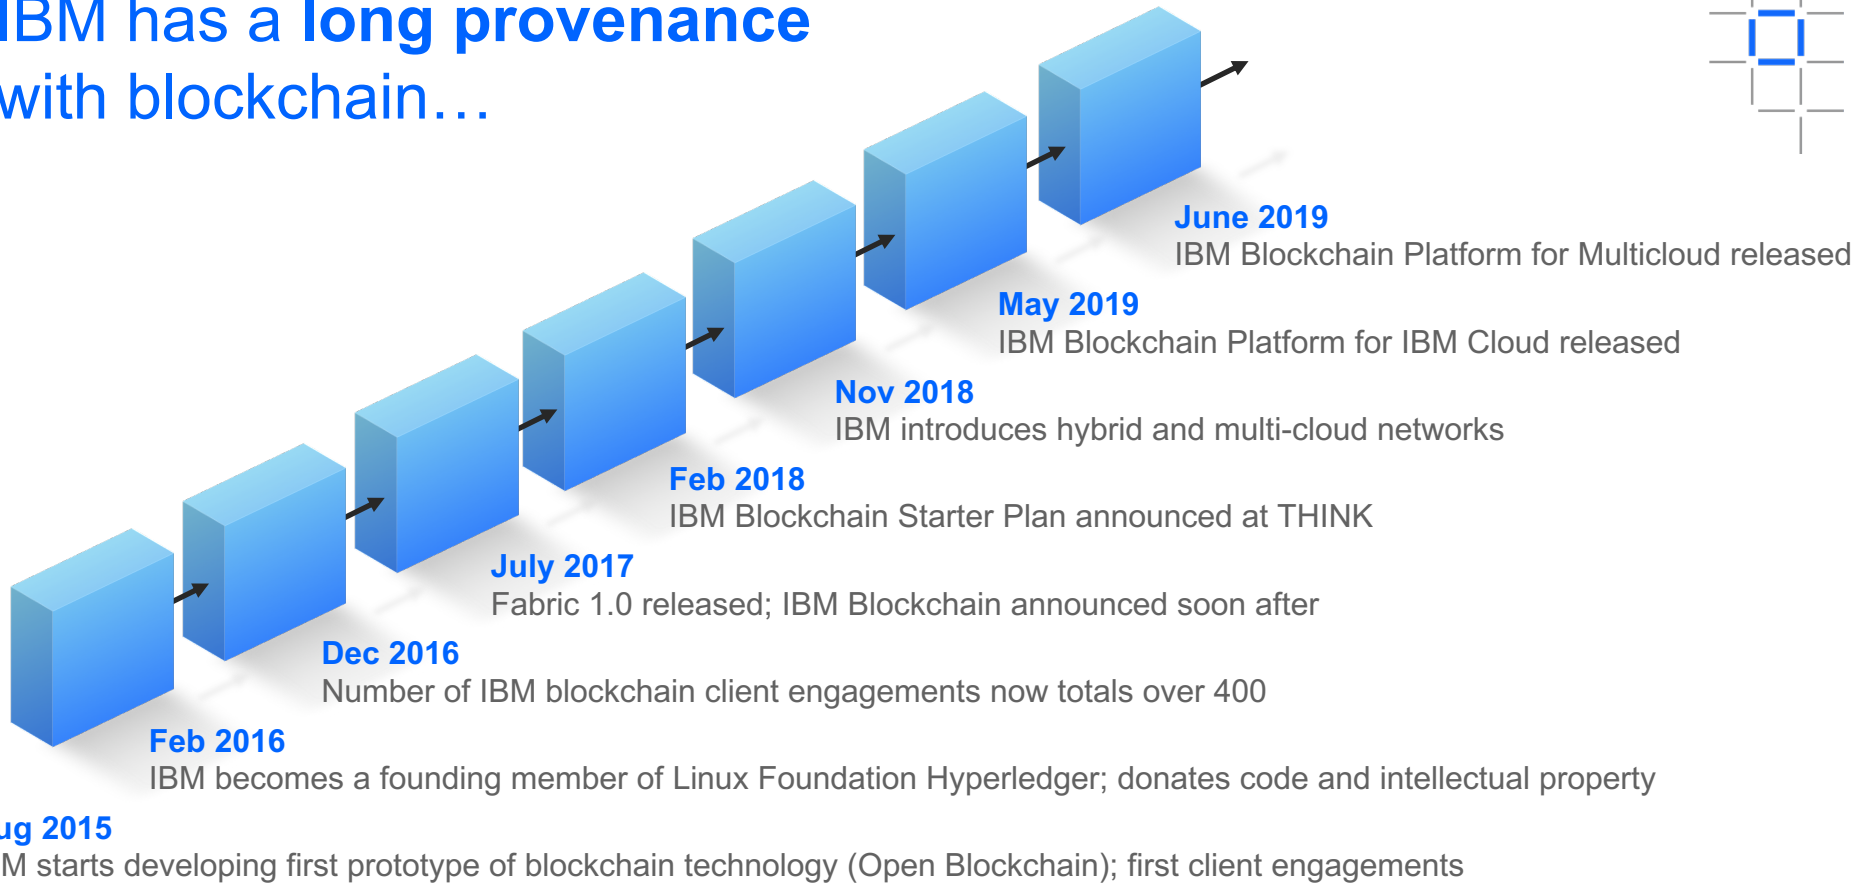 IBM has a long provenance
with blockchain…
June 2019
IBM Blockchain Platform for Multicloud released
May 2019
IBM Blockchain Platform for IBM Cloud released
Nov 2018
IBM introduces hybrid and multi-cloud networks
Feb 2018
IBM Blockchain Starter Plan announced at THINK
July 2017
Fabric 1.0 released; IBM Blockchain announced soon after
Dec 2016
Number of IBM blockchain client engagements now totals over 400
Feb 2016
IBM becomes a founding member of Linux Foundation Hyperledger; donates code and intellectual property
ug 2015
M starts developing first prototype of blockchain technology (Open Blockchain); first client engagements